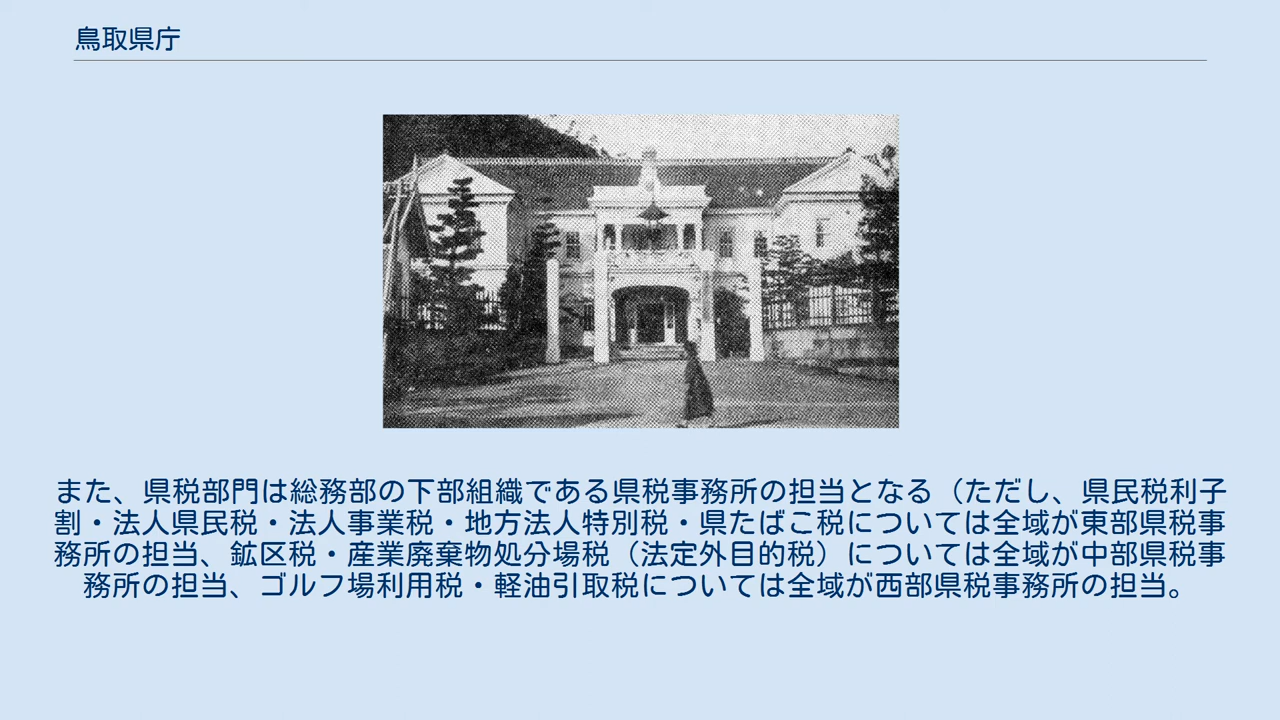 鳥取県庁
また、県税部門は総務部の下部組織である県税事務所の担当となる（ただし、県民税利子
割・法人県民税・法人事業税・地方法人特別税・県たばこ税については全域が東部県税事
務所の担当、鉱区税・産業廃棄物処分場税（法定外目的税）については全域が中部県税事
務所の担当、ゴルフ場利用税・軽油引取税については全域が西部県税事務所の担当。